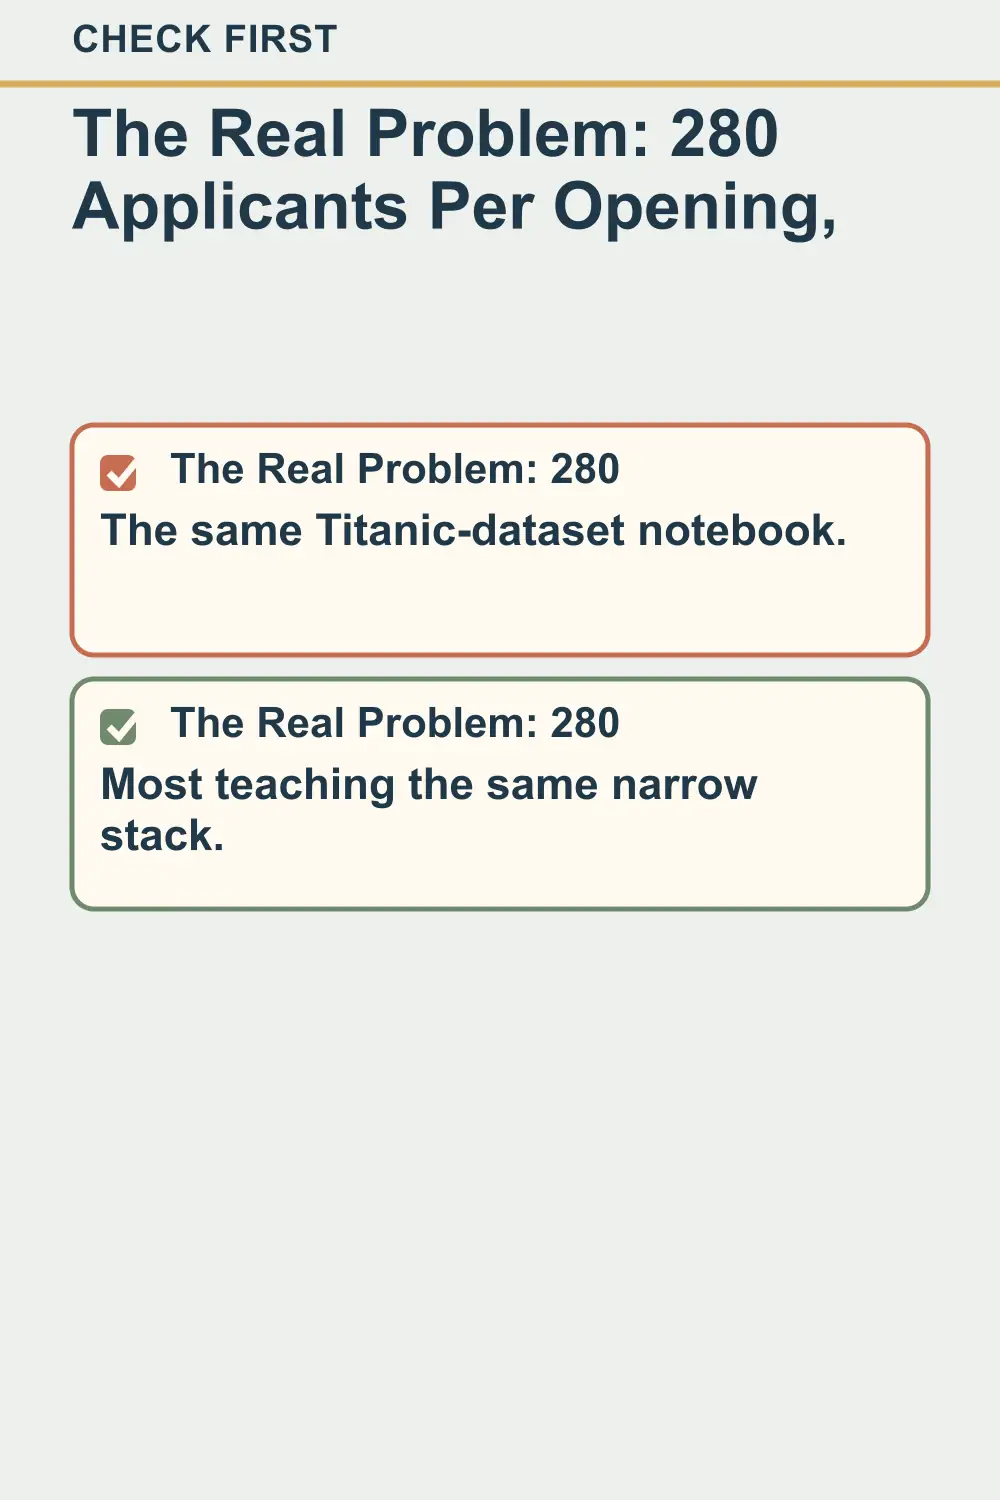 CHECK FIRST
The Real Problem: 280
Applicants Per Opening,
The Real Problem: 280
The same Titanic-dataset notebook.
The Real Problem: 280
Most teaching the same narrow
stack.